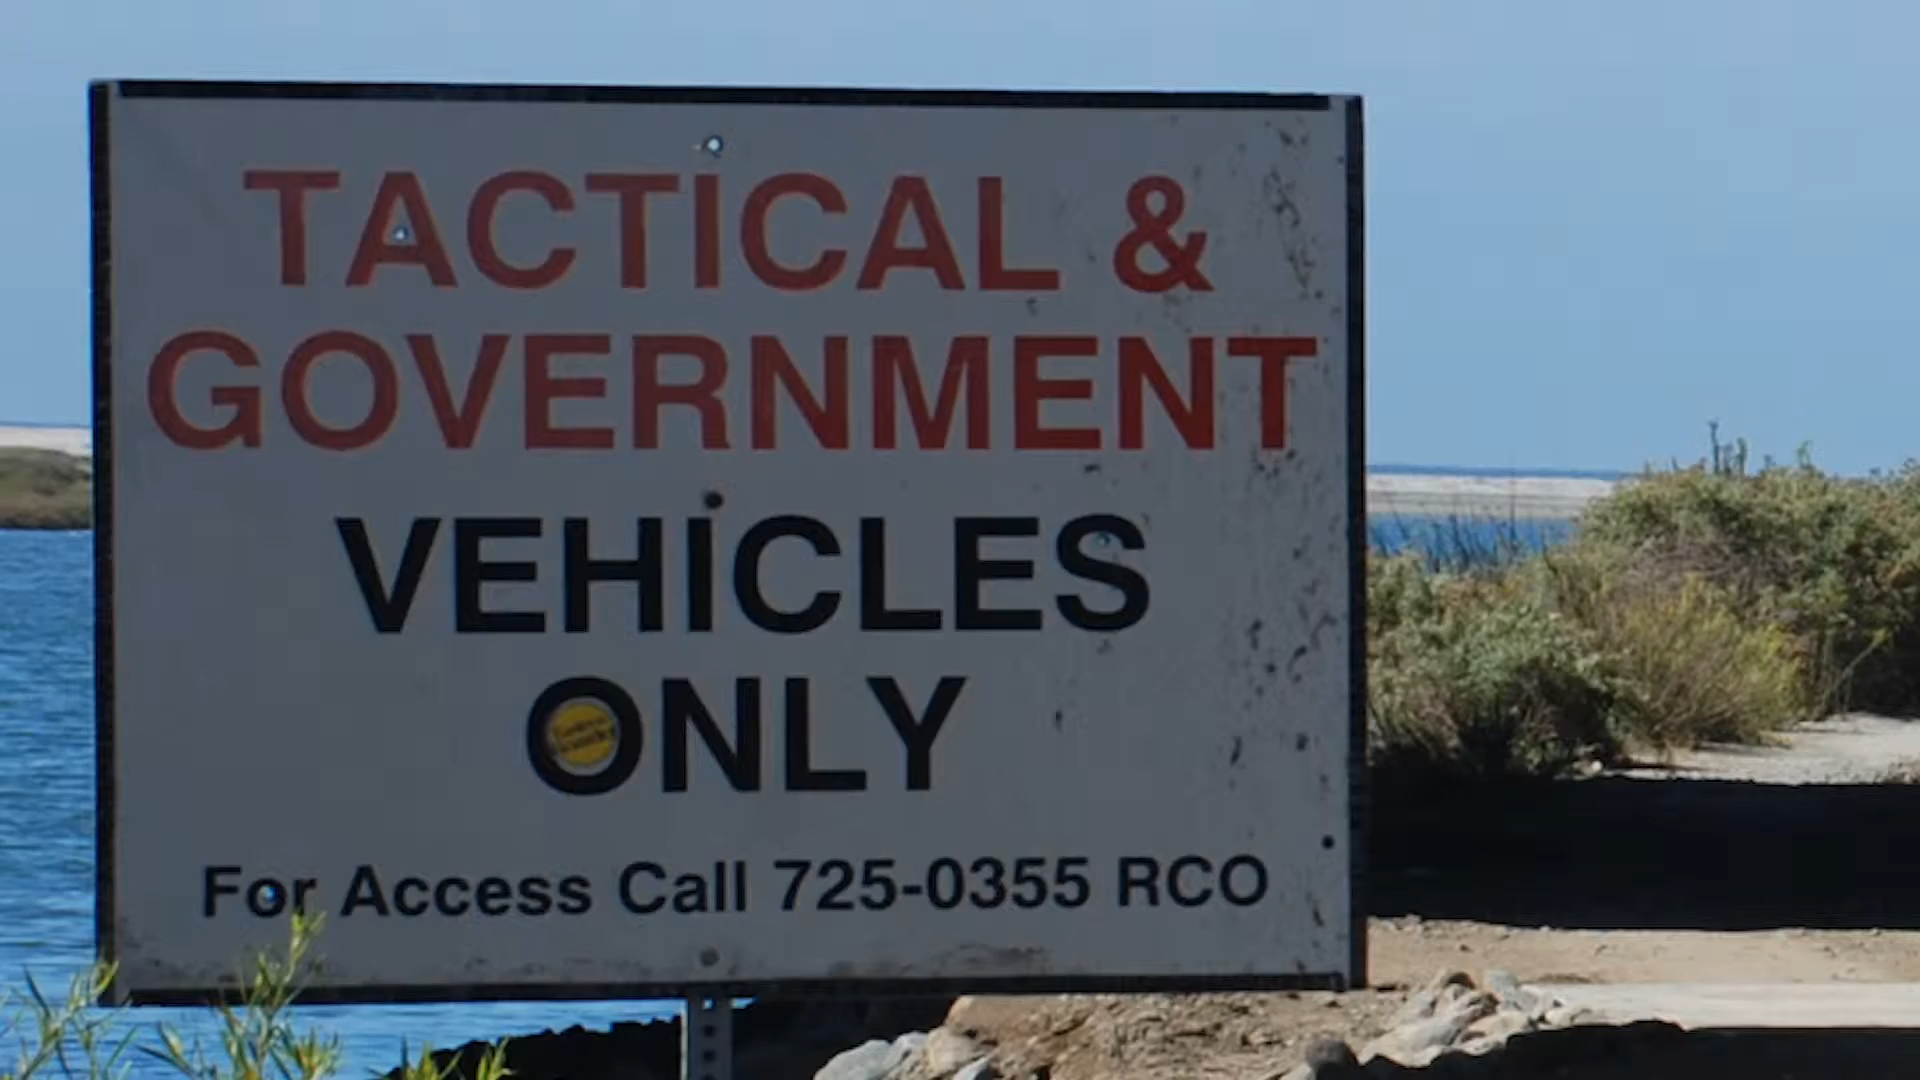 TACTICAL &
GOVERNMENT
VEHICLES
ONLY
For Access Call 725-0355 RCO